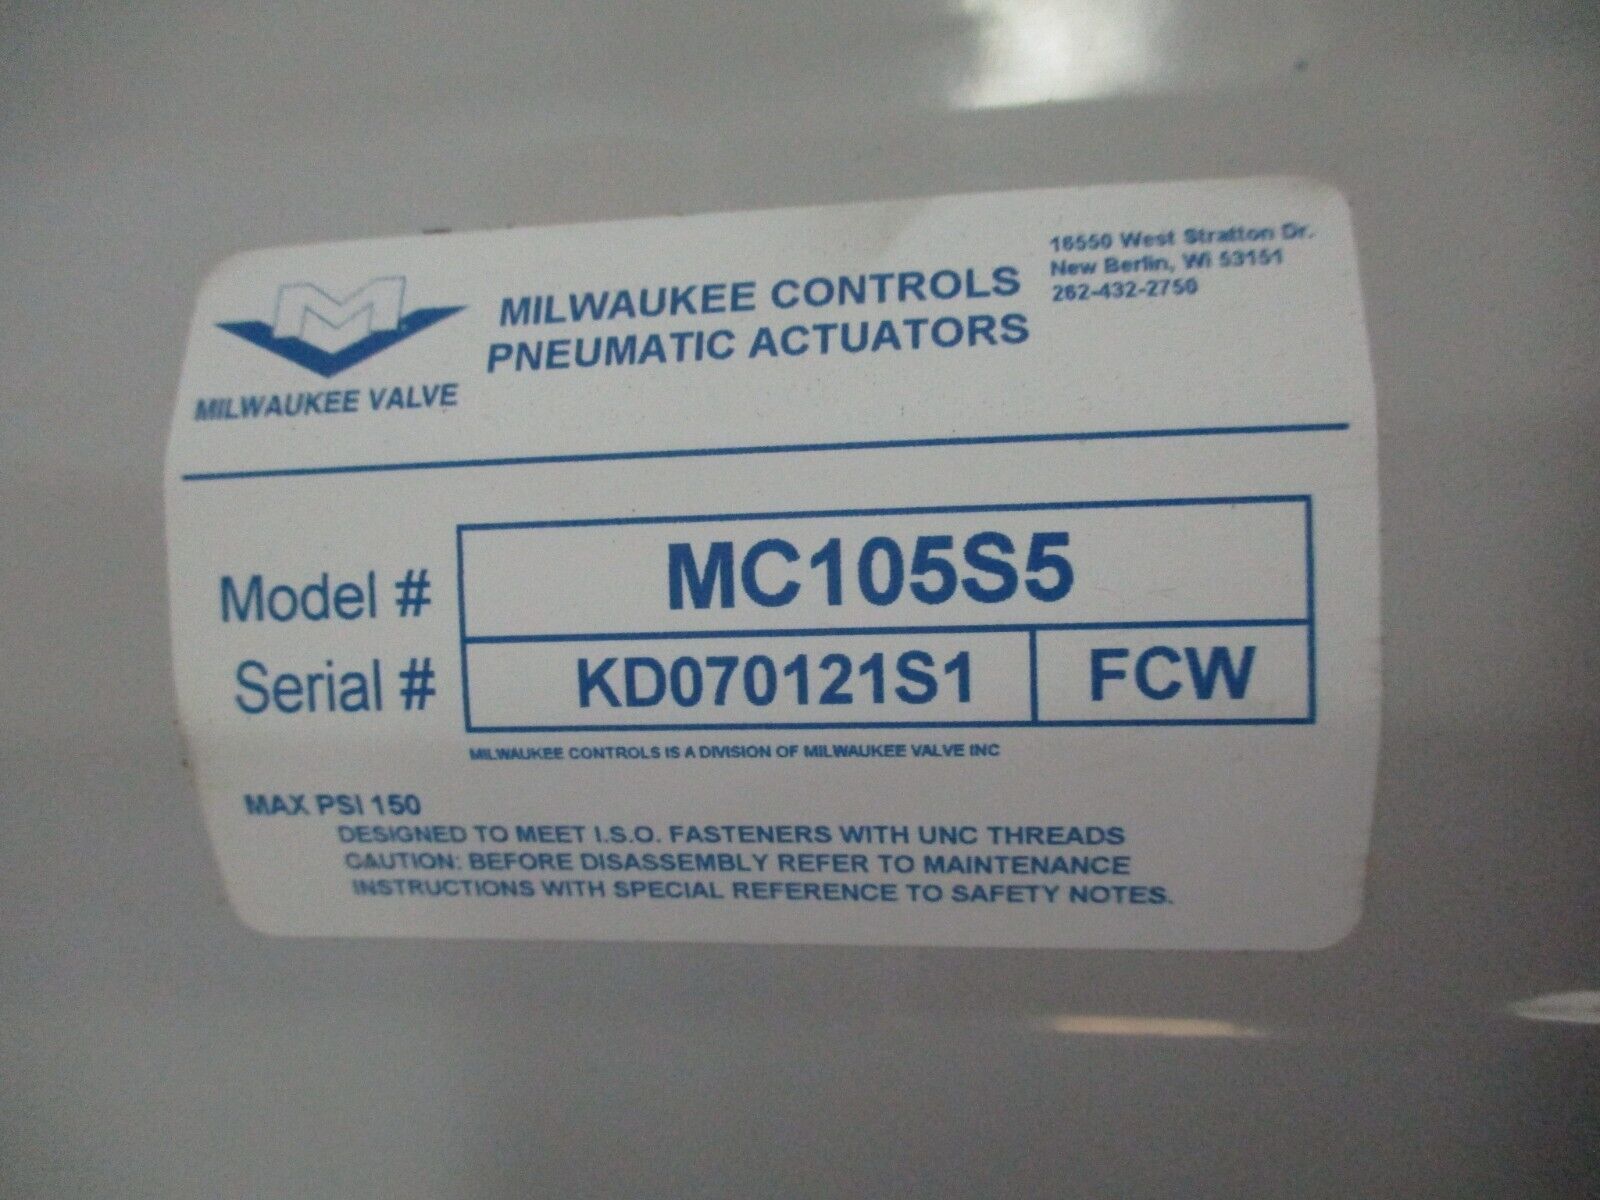 M
MILWAUKEE VALVE
MILWAUKEE CONTROLS
PNEUMATIC ACTUATORS
16550 West Stratton Dr.
New Berlin, Wi 53151
262-432-2750
Model # MC105S5
Serial # KD070121S1 FCW
MILWAUKEE CONTROLS IS A DIVISION OF MILWAUKEE VALVE INC
MAX PSI 150
DESIGNED TO MEET I.S.O. FASTENERS WITH UNC THREADS
CAUTION: BEFORE DISASSEMBLY REFER TO MAINTENANCE
INSTRUCTIONS WITH SPECIAL REFERENCE TO SAFETY NOTES.